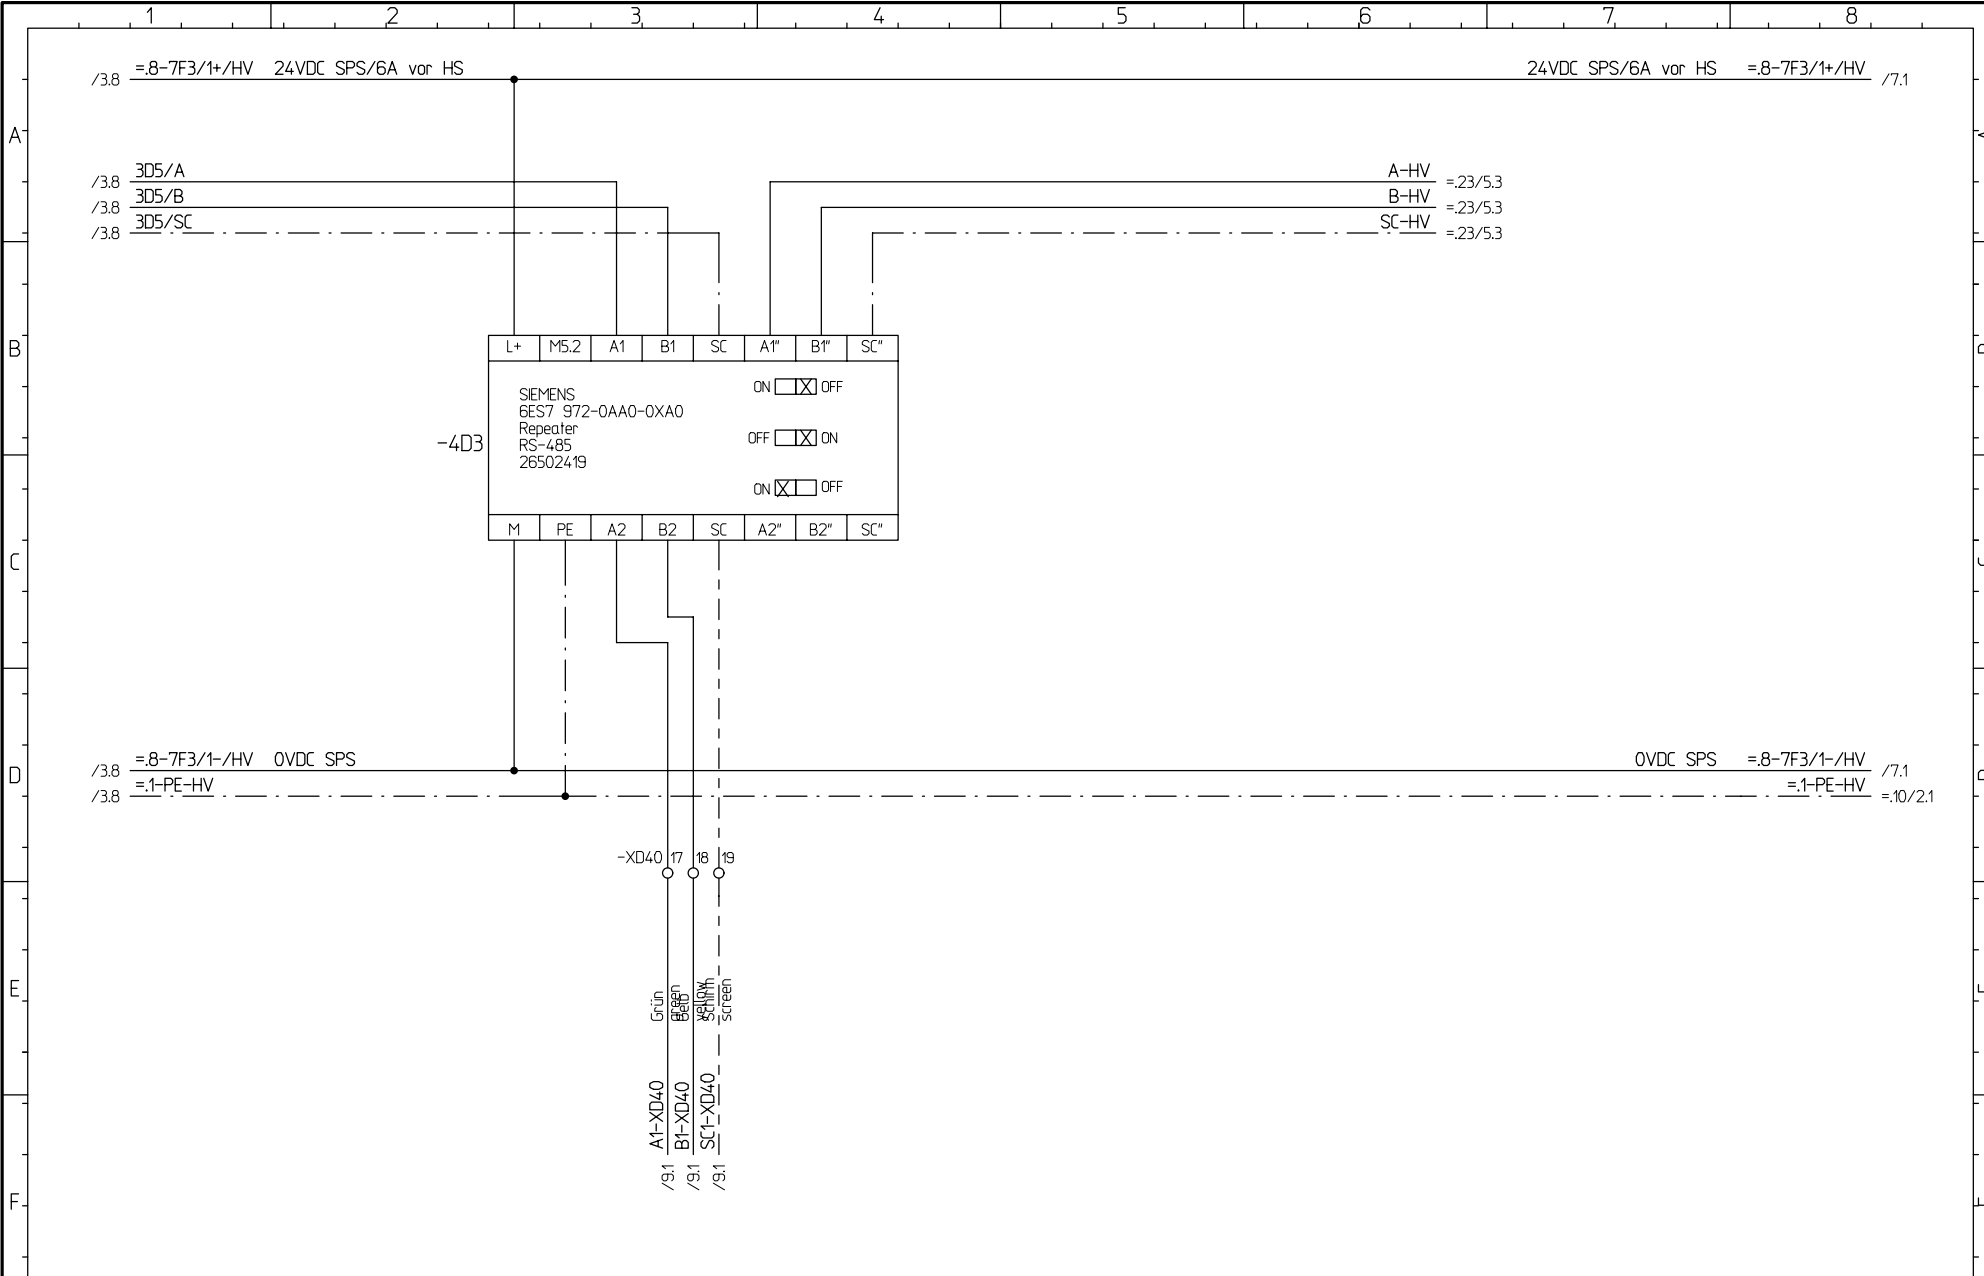 1 2 3 4 5 6 7 8
/3.8 =.8-7F3/1+/HV 24VDC SPS/6A vor HS 24VDC SPS/6A vor HS =.8-7F3/1+/HV /7.1
A
/3.8 3D5/A A-HV =.23/5.3
/3.8 3D5/B B-HV =.23/5.3
/3.8 3D5/SC SC-HV =.23/5.3
B
L+ M5.2 A1 B1 SC A1" B1" SC"
ON OFF
SIEMENS
6ES7 972-0AA0-0XA0
Repeater
RS-485
26502419
-4D3
OFF ON
ON OFF
M PE A2 B2 SC A2" B2" SC"
C
/3.8 =.8-7F3/1-/HV 0VDC SPS 0VDC SPS =.8-7F3/1-/HV /7.1
D
/3.8 =.1-PE-HV =.1-PE-HV =.10/2.1
-XD40 17 18 19
E
Grün
green
Gelb
yellow
Schirm
screen
A1-XD40
B1-XD40
SC1-XD40
/9.1 /9.1 /9.1
F